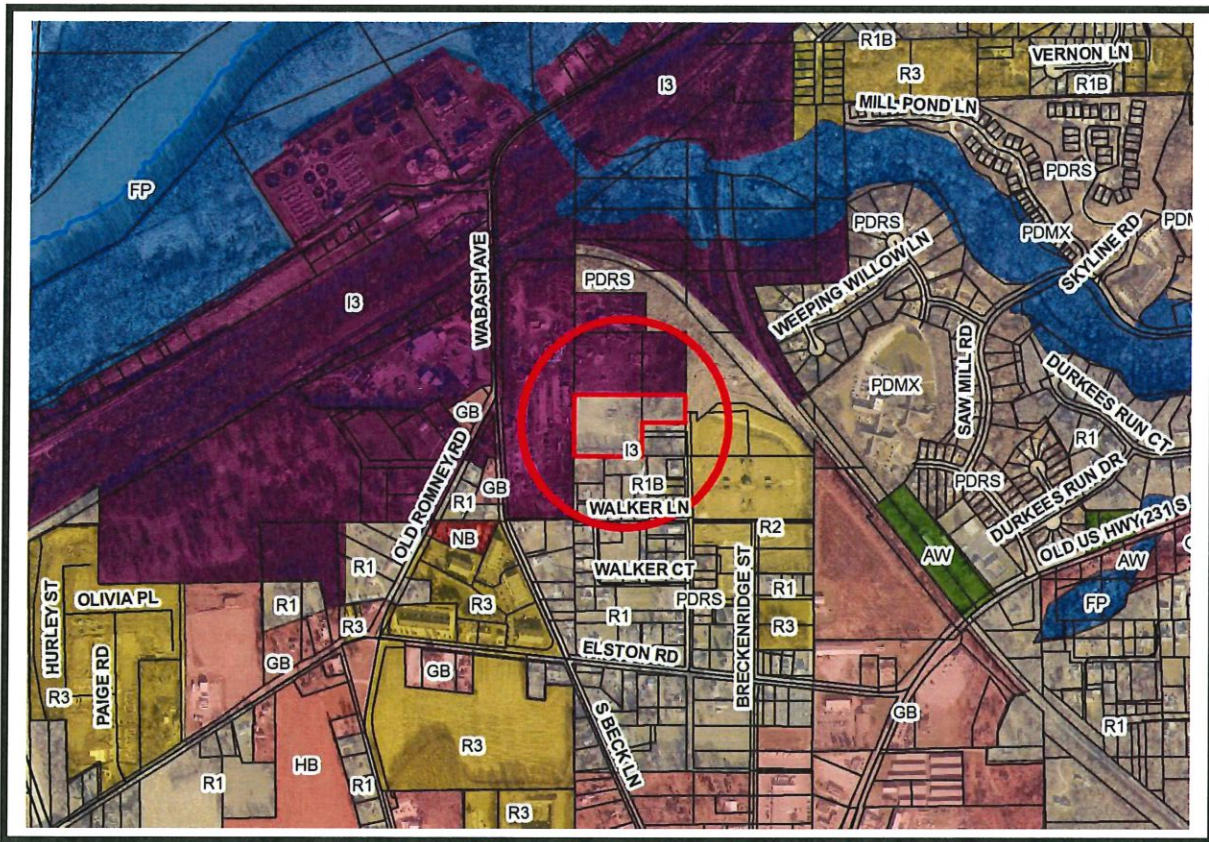 R1B
VERNON LN
I3
R3
R1B
MILL POND LN
FP
PDRS
WABASH AVE
PDRS
PDMX
PDM
SKYLINE RD
WEEPING WILLOW LN
I3
PDRS
SAW MILL RD
PDMX
DURKEES RUN CT
GB
OLD ROMNEY RD
I3
R1
GB
R1B
R1
PDRS
DURKEES RUN DR
WALKER LN
NB
R2
OLD US HWY 231 S
AW
AW
R1
WALKER CT
HURLEY ST
OLIVIA PL
R1
R3
PDRS
R1
FP
R3
R1
R3
ELSTON RD
BRECKENRIDGE ST
GB
GB
PAIGE RD
R3
GB
R3
S BECK LN
R1
R1
HB
R1
R3